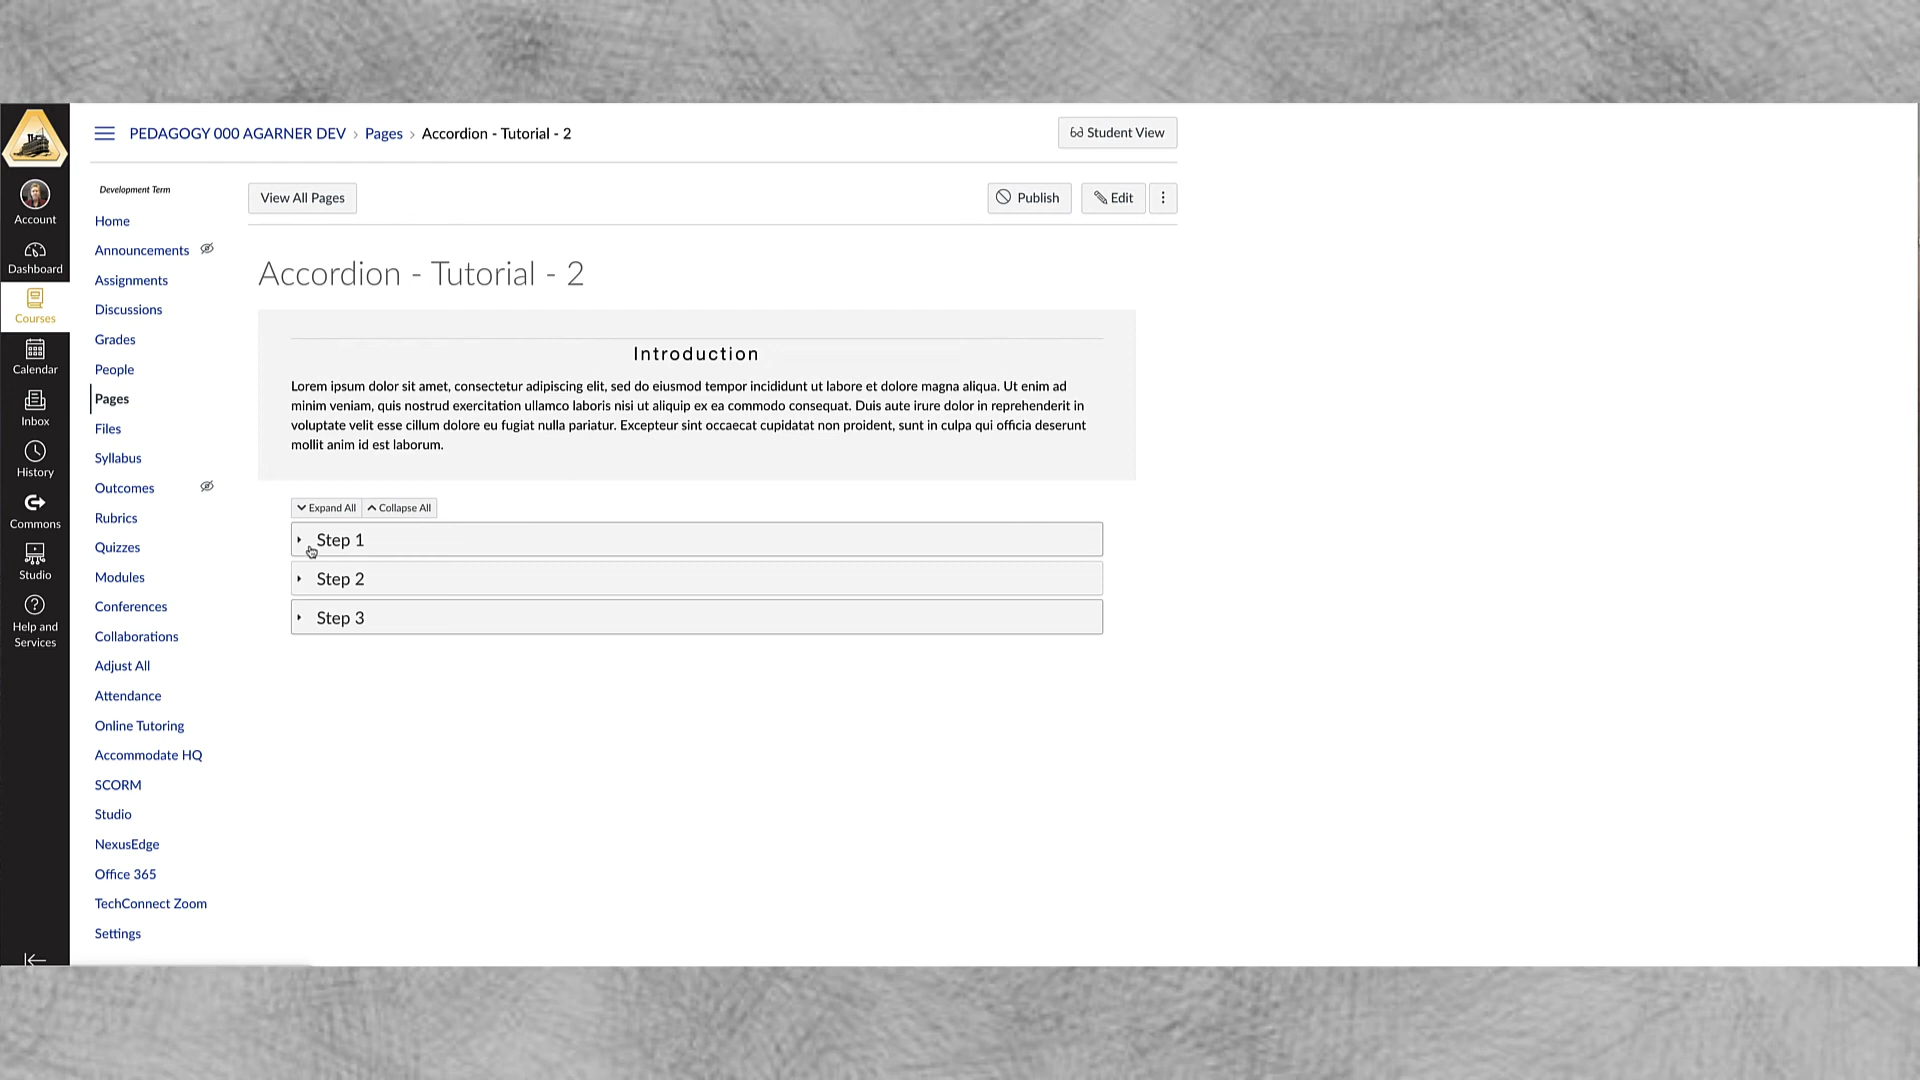 PEDAGOGY 000 AGARNER DEV › Pages › Accordion - Tutorial - 2
Student View
Account
Dashboard
Courses
Calendar
Inbox
History
Commons
Studio
Help and
Services
Development Term
Home
Announcements
Assignments
Discussions
Grades
People
Pages
Files
Syllabus
Outcomes
Rubrics
Quizzes
Modules
Conferences
Collaborations
Adjust All
Attendance
Online Tutoring
Accommodate HQ
SCORM
Studio
NexusEdge
Office 365
TechConnect Zoom
Settings
View All Pages
Publish
Edit
Accordion - Tutorial - 2
Introduction
Lorem ipsum dolor sit amet, consectetur adipiscing elit, sed do eiusmod tempor incididunt ut labore et dolore magna aliqua. Ut enim ad
minim veniam, quis nostrud exercitation ullamco laboris nisi ut aliquip ex ea commodo consequat. Duis aute irure dolor in reprehenderit in
voluptate velit esse cillum dolore eu fugiat nulla pariatur. Excepteur sint occaecat cupidatat non proident, sunt in culpa qui officia deserunt
mollit anim id est laborum.
Expand All
Collapse All
Step 1
Step 2
Step 3